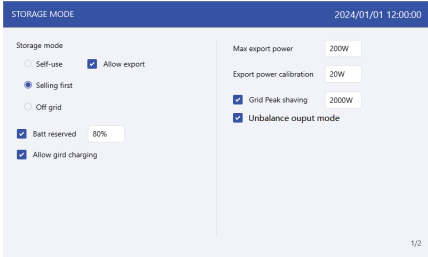 STORAGE MODE 2024/01/01 12:00:00
Storage mode
Self-use Allow export
Selling first
Off grid
Batt reserved 80%
Allow gird charging
Max export power 200W
Export power calibration 20W
Grid Peak shaving 2000W
Unbalance ouput mode
1/2